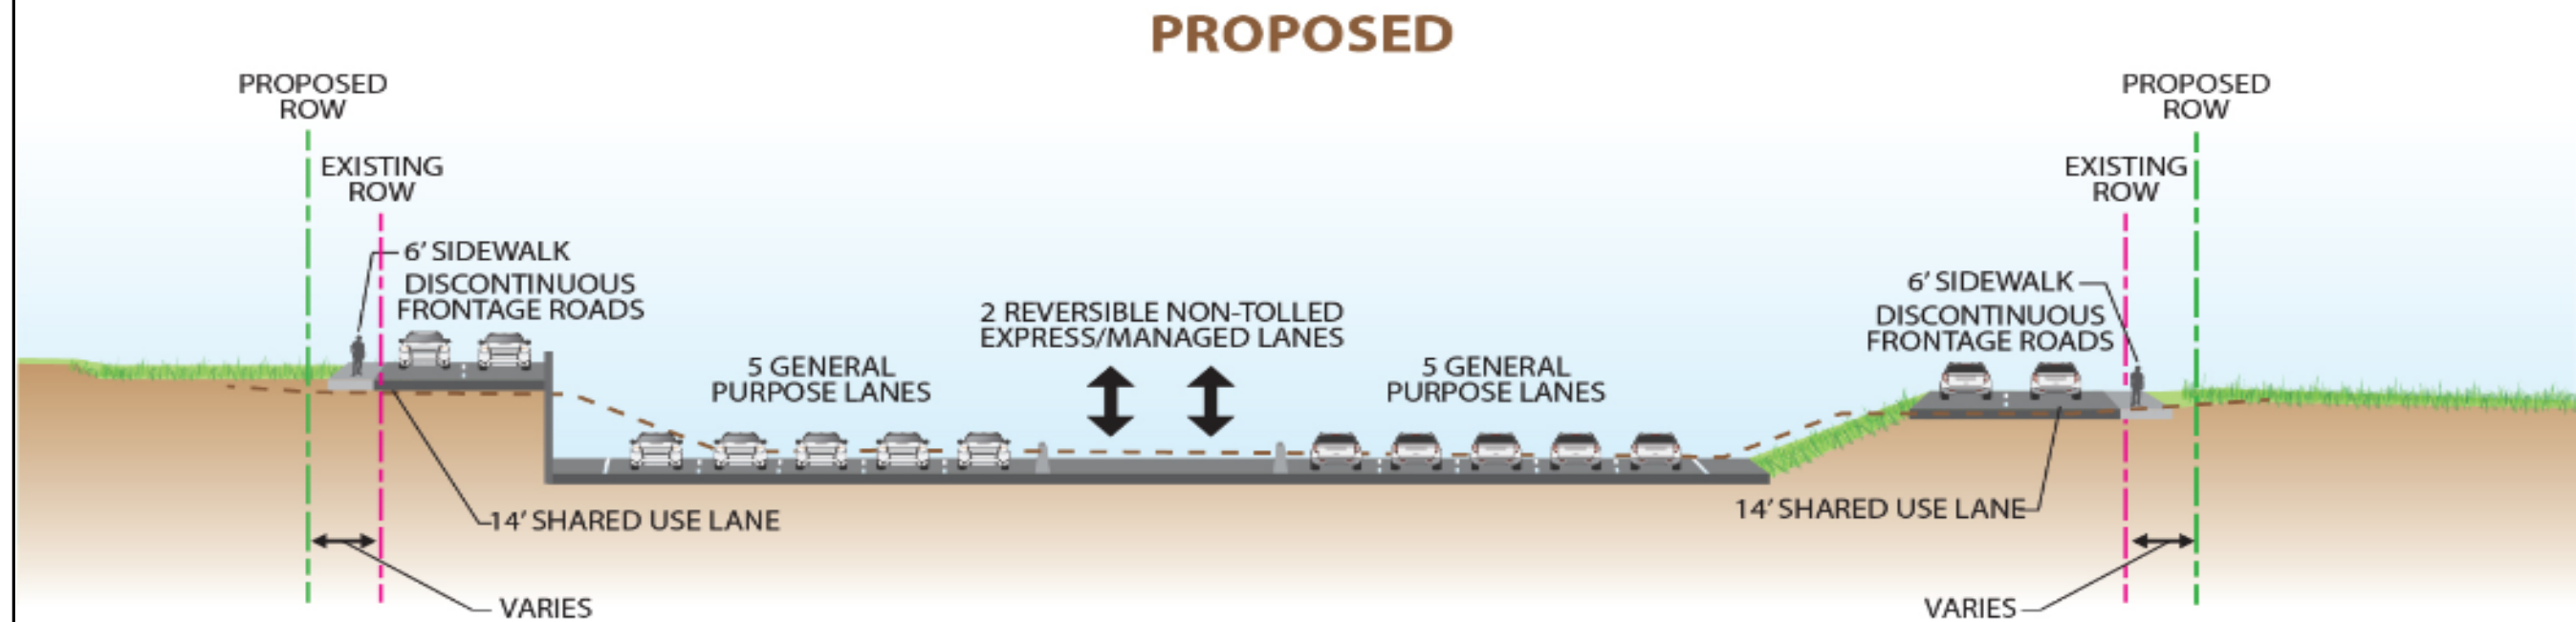 PROPOSED
PROPOSED
ROW
EXISTING
ROW
6' SIDEWALK
DISCONTINUOUS
FRONTAGE ROADS
5 GENERAL
PURPOSE LANES
2 REVERSIBLE NON-TOLLED
EXPRESS/MANAGED LANES
5 GENERAL
PURPOSE LANES
PROPOSED
ROW
EXISTING
ROW
6' SIDEWALK
DISCONTINUOUS
FRONTAGE ROADS
14' SHARED USE LANE
14' SHARED USE LANE
VARIES
VARIES